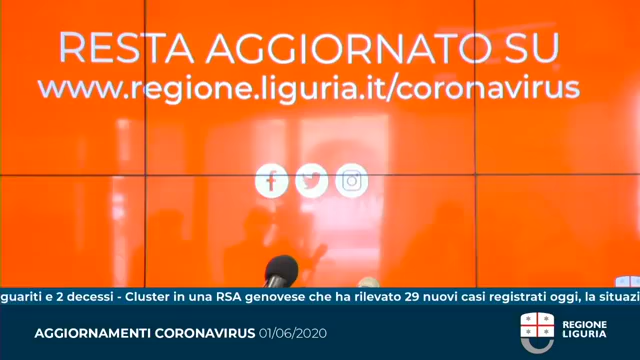 RESTA AGGIORNATO SU
www.regione.liguria.it/coronavirus
guariti e 2 decessi - Cluster in una RSA genovese che ha rilevato 29 nuovi casi registrati oggi, la situazi
AGGIORNAMENTI CORONAVIRUS 01/06/2020
REGIONE
LIGURIA